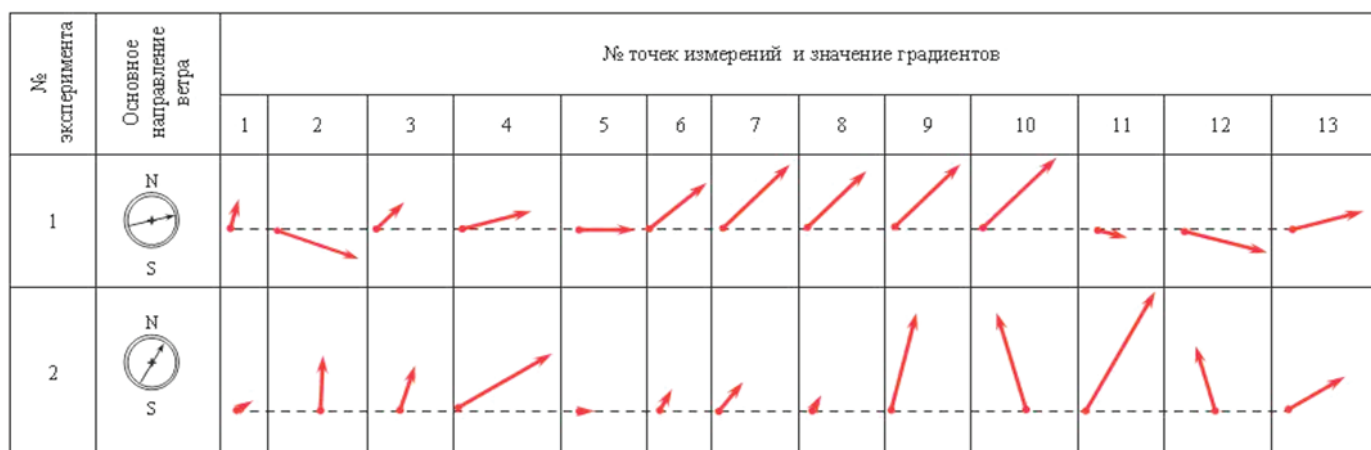 №
эксперимента
Основное
направление
ветра
№ точек измерений и значение градиентов
1 2 3 4 5 6 7 8 9 10 11 12 13
1
N
S
2
N
S